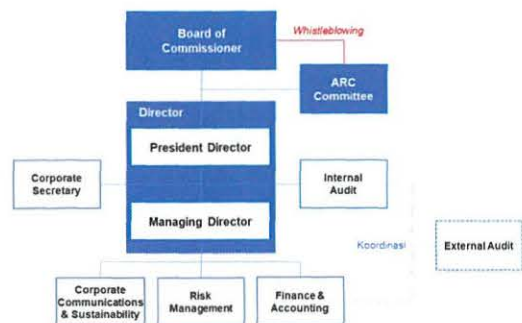 Board of
Commissioner
Whistleblowing
ARC
Committee
Director
President Director
Corporate
Secretary
Internal
Audit
Managing Director
Koordinasi
External Audit
Corporate
Communications
& Sustainability
Risk
Management
Finance &
Accounting